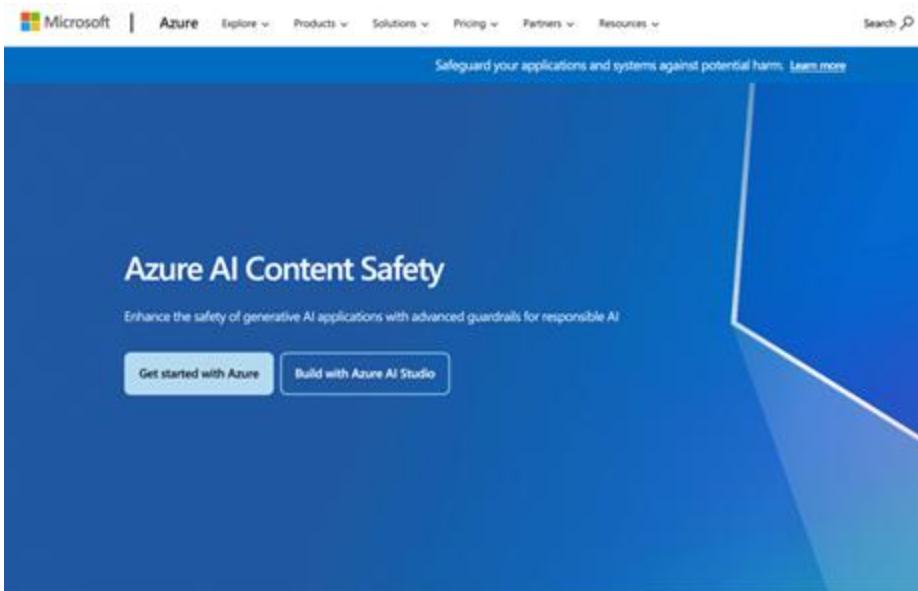 Microsoft | Azure Explore Products Solutions Pricing Partners Resources Search
Safeguard your applications and systems against potential harm. Learn more
Azure AI Content Safety
Enhance the safety of generative AI applications with advanced guardrails for responsible AI
Get started with Azure Build with Azure AI Studio